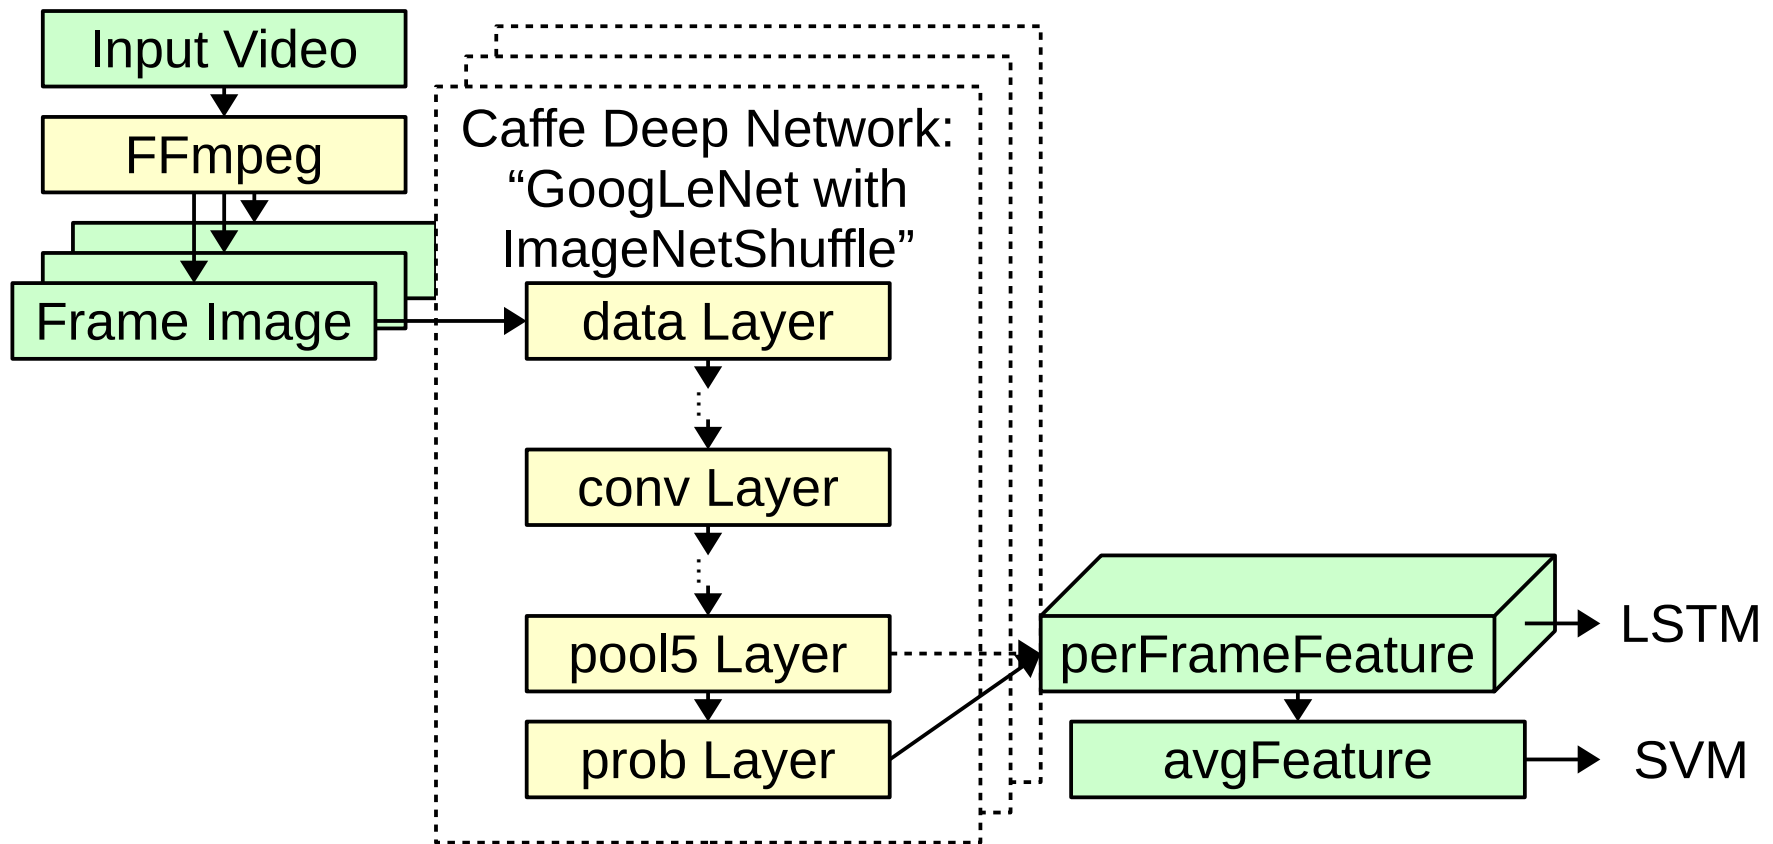 Input Video
FFmpeg
Frame Image
Caffe Deep Network:
“GoogLeNet with
ImageNetShuffle”
data Layer
conv Layer
pool5 Layer
prob Layer
perFrameFeature
avgFeature
LSTM
SVM